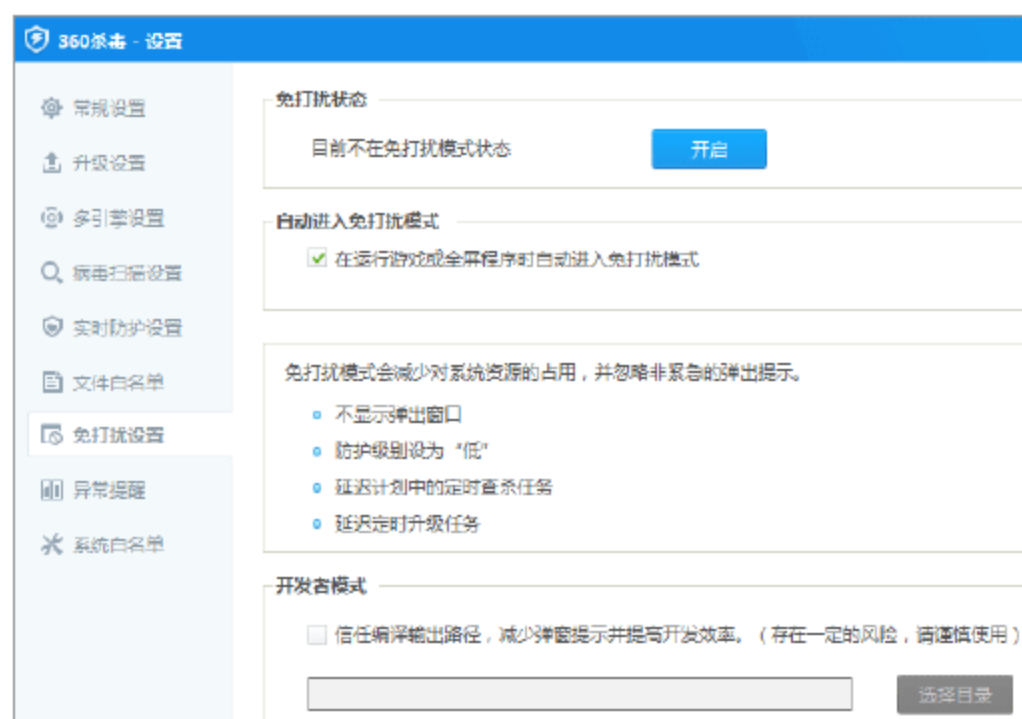 360杀毒 - 设置
常规设置
升级设置
多引擎设置
病毒扫描设置
实时防护设置
文件白名单
免打扰设置
异常提醒
系统白名单
免打扰状态
目前不在免打扰模式状态
开启
自动进入免打扰模式
在运行游戏或全屏程序时自动进入免打扰模式
免打扰模式会减少对系统资源的占用，并忽略非紧急的弹出提示。
不显示弹出窗口
防护级别设为“低”
延迟计划中的定时查杀任务
延迟定时升级任务
开发者模式
信任编译输出路径，减少弹窗提示并提高开发效率。（存在一定的风险，请谨慎使用）
选择目录